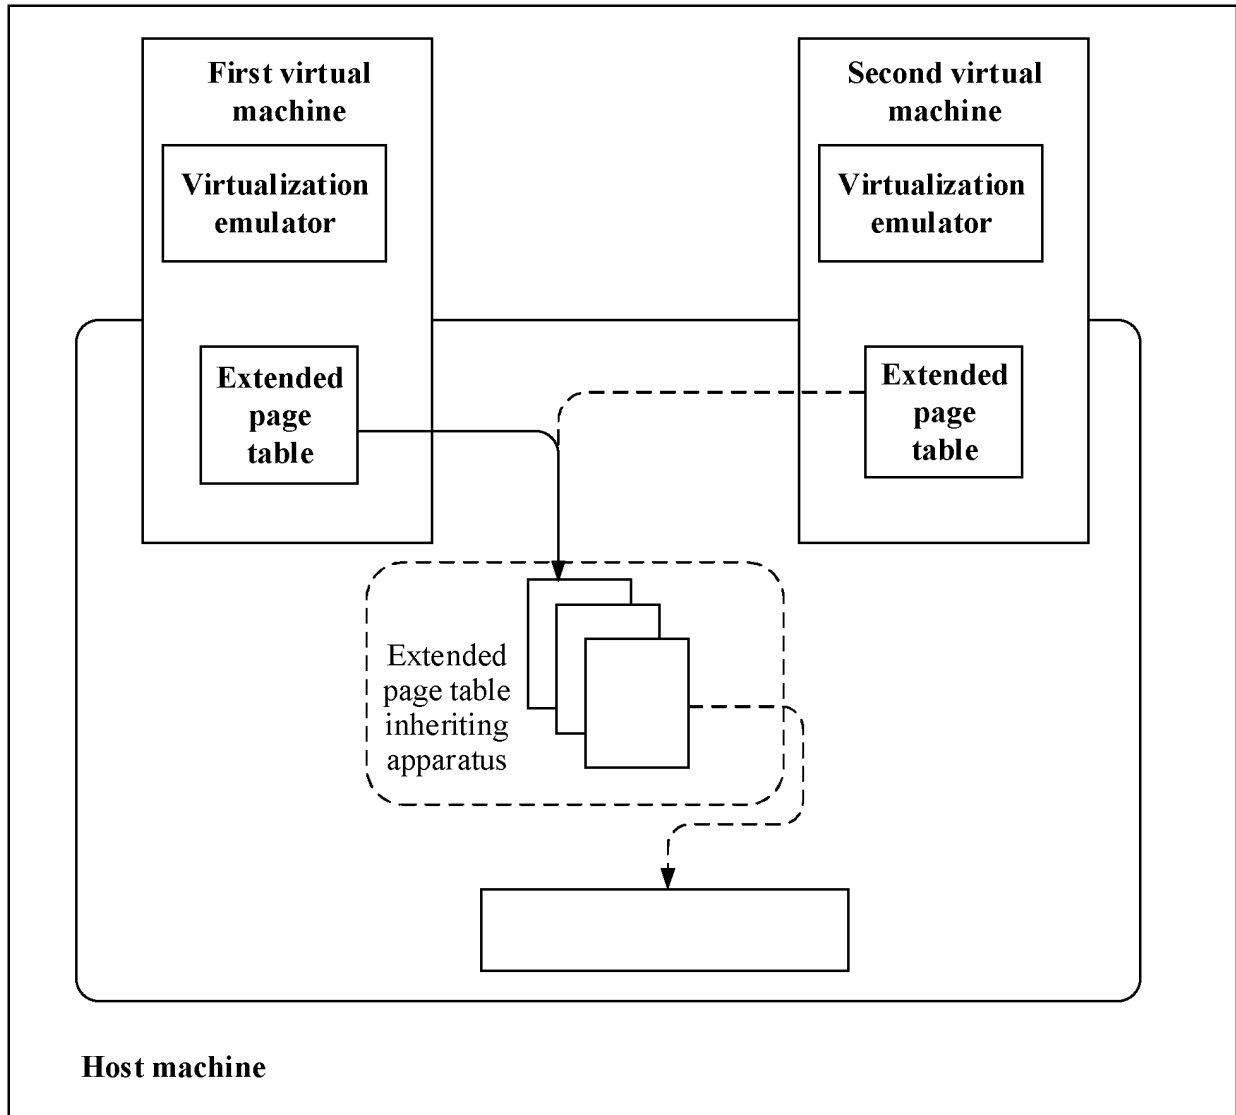 First virtual
machine
Second virtual
machine
Virtualization
emulator
Virtualization
emulator
Extended
page
table
Extended
page
table
Extended
page table
inheriting
apparatus
Host machine